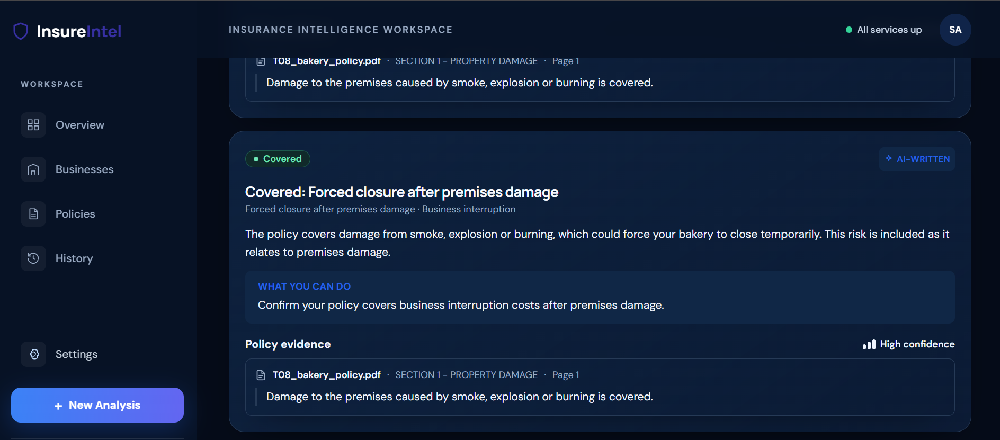 InsureIntel
WORKSPACE
Overview
Businesses
Policies
History
Settings
+ New Analysis
INSURANCE INTELLIGENCE WORKSPACE
All services up
SA
T08_bakery_policy.pdf · SECTION 1 - PROPERTY DAMAGE · Page 1
Damage to the premises caused by smoke, explosion or burning is covered.
Covered
AI-WRITTEN
Covered: Forced closure after premises damage
Forced closure after premises damage · Business interruption
The policy covers damage from smoke, explosion or burning, which could force your bakery to close temporarily. This risk is included as it
relates to premises damage.
WHAT YOU CAN DO
Confirm your policy covers business interruption costs after premises damage.
Policy evidence
High confidence
T08_bakery_policy.pdf · SECTION 1 - PROPERTY DAMAGE · Page 1
Damage to the premises caused by smoke, explosion or burning is covered.